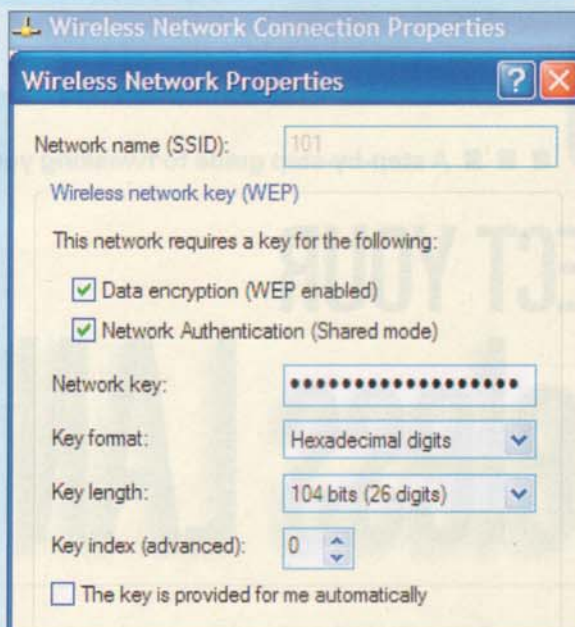 Wireless Network Connection Properties
Wireless Network Properties
Network name (SSID): 101
Wireless network key (WEP)
This network requires a key for the following:
Data encryption (WEP enabled)
Network Authentication (Shared mode)
Network key: ••••••••••••••••••
Key format: Hexadecimal digits
Key length: 104 bits (26 digits)
Key index (advanced): 0
The key is provided for me automatically